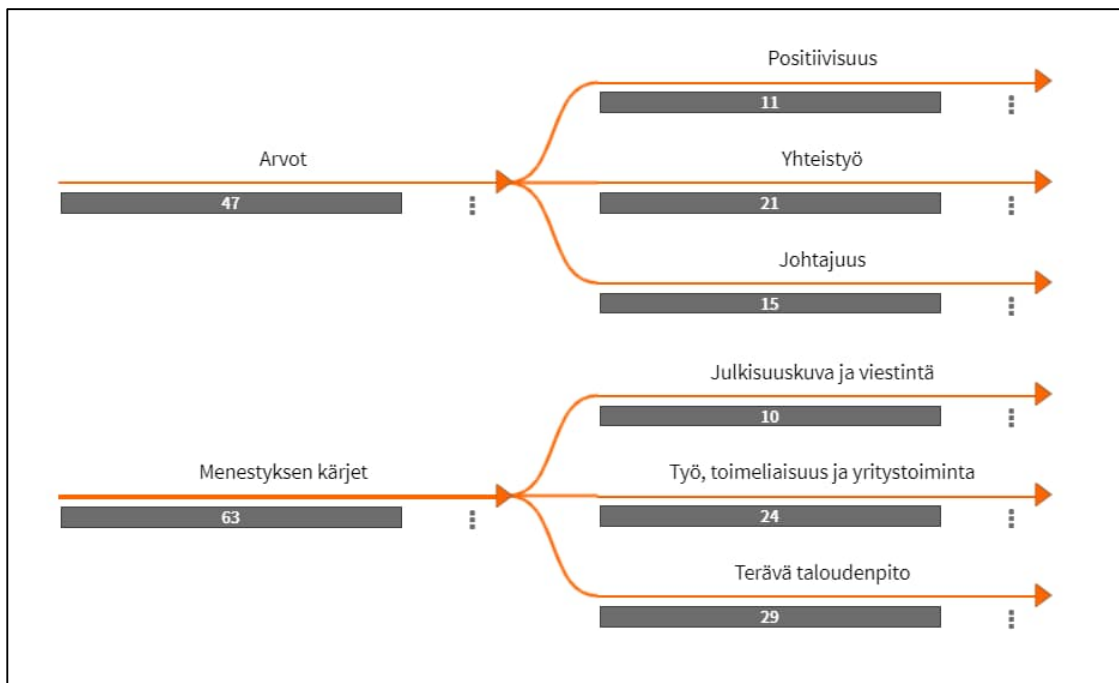 Arvot
47
Positiivisuus
11
Yhteistyö
21
Johtajuus
15
Menestyksen kärjet
63
Julkisuuskuva ja viestintä
10
Työ, toimeliaisuus ja yritystoiminta
24
Terävä taloudenpito
29